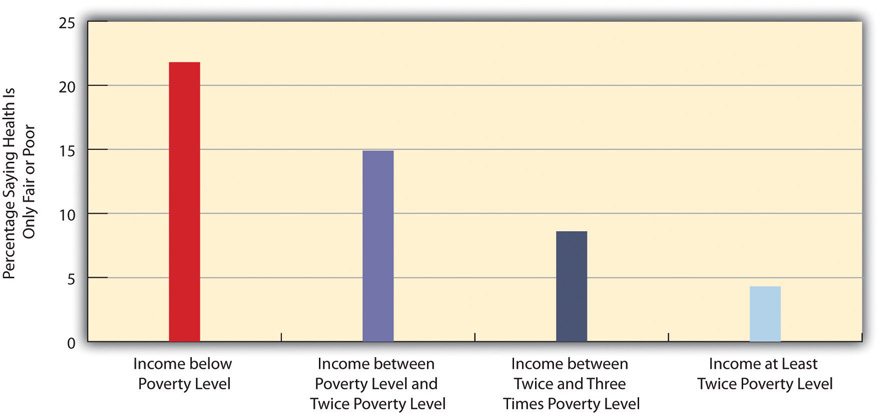 Percentage Saying Health Is
Only Fair or Poor
25
20
15
10
5
0
Income below
Poverty Level
Income between
Poverty Level and
Twice Poverty Level
Income between
Twice and Three
Times Poverty Level
Income at Least
Twice Poverty Level